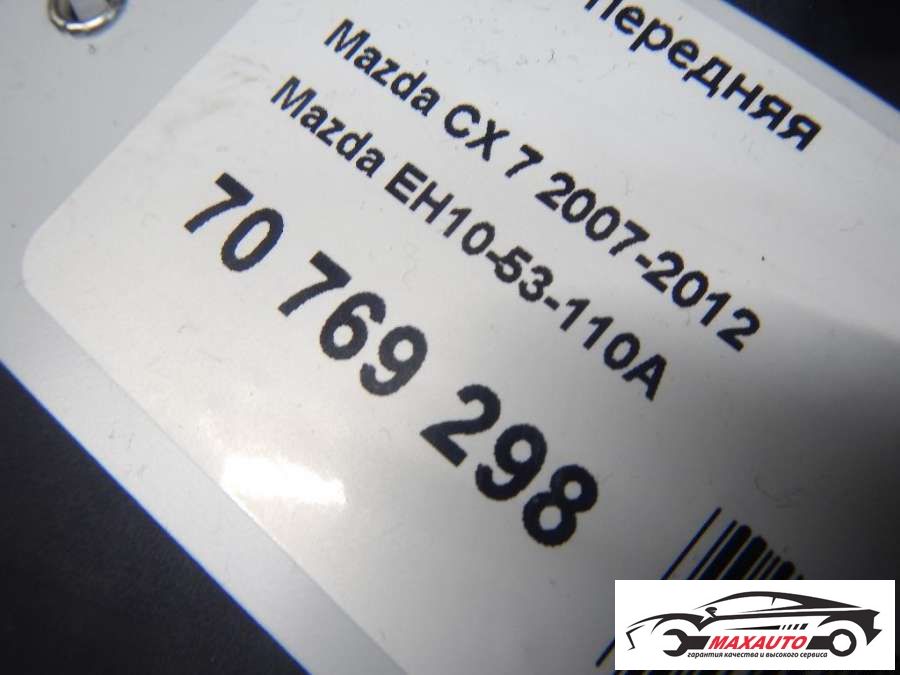 передняя
Mazda CX 7 2007-2012
Mazda EH10-53-110A
70 769 298
MAXAUTO
гарантия качества и высокого сервиса